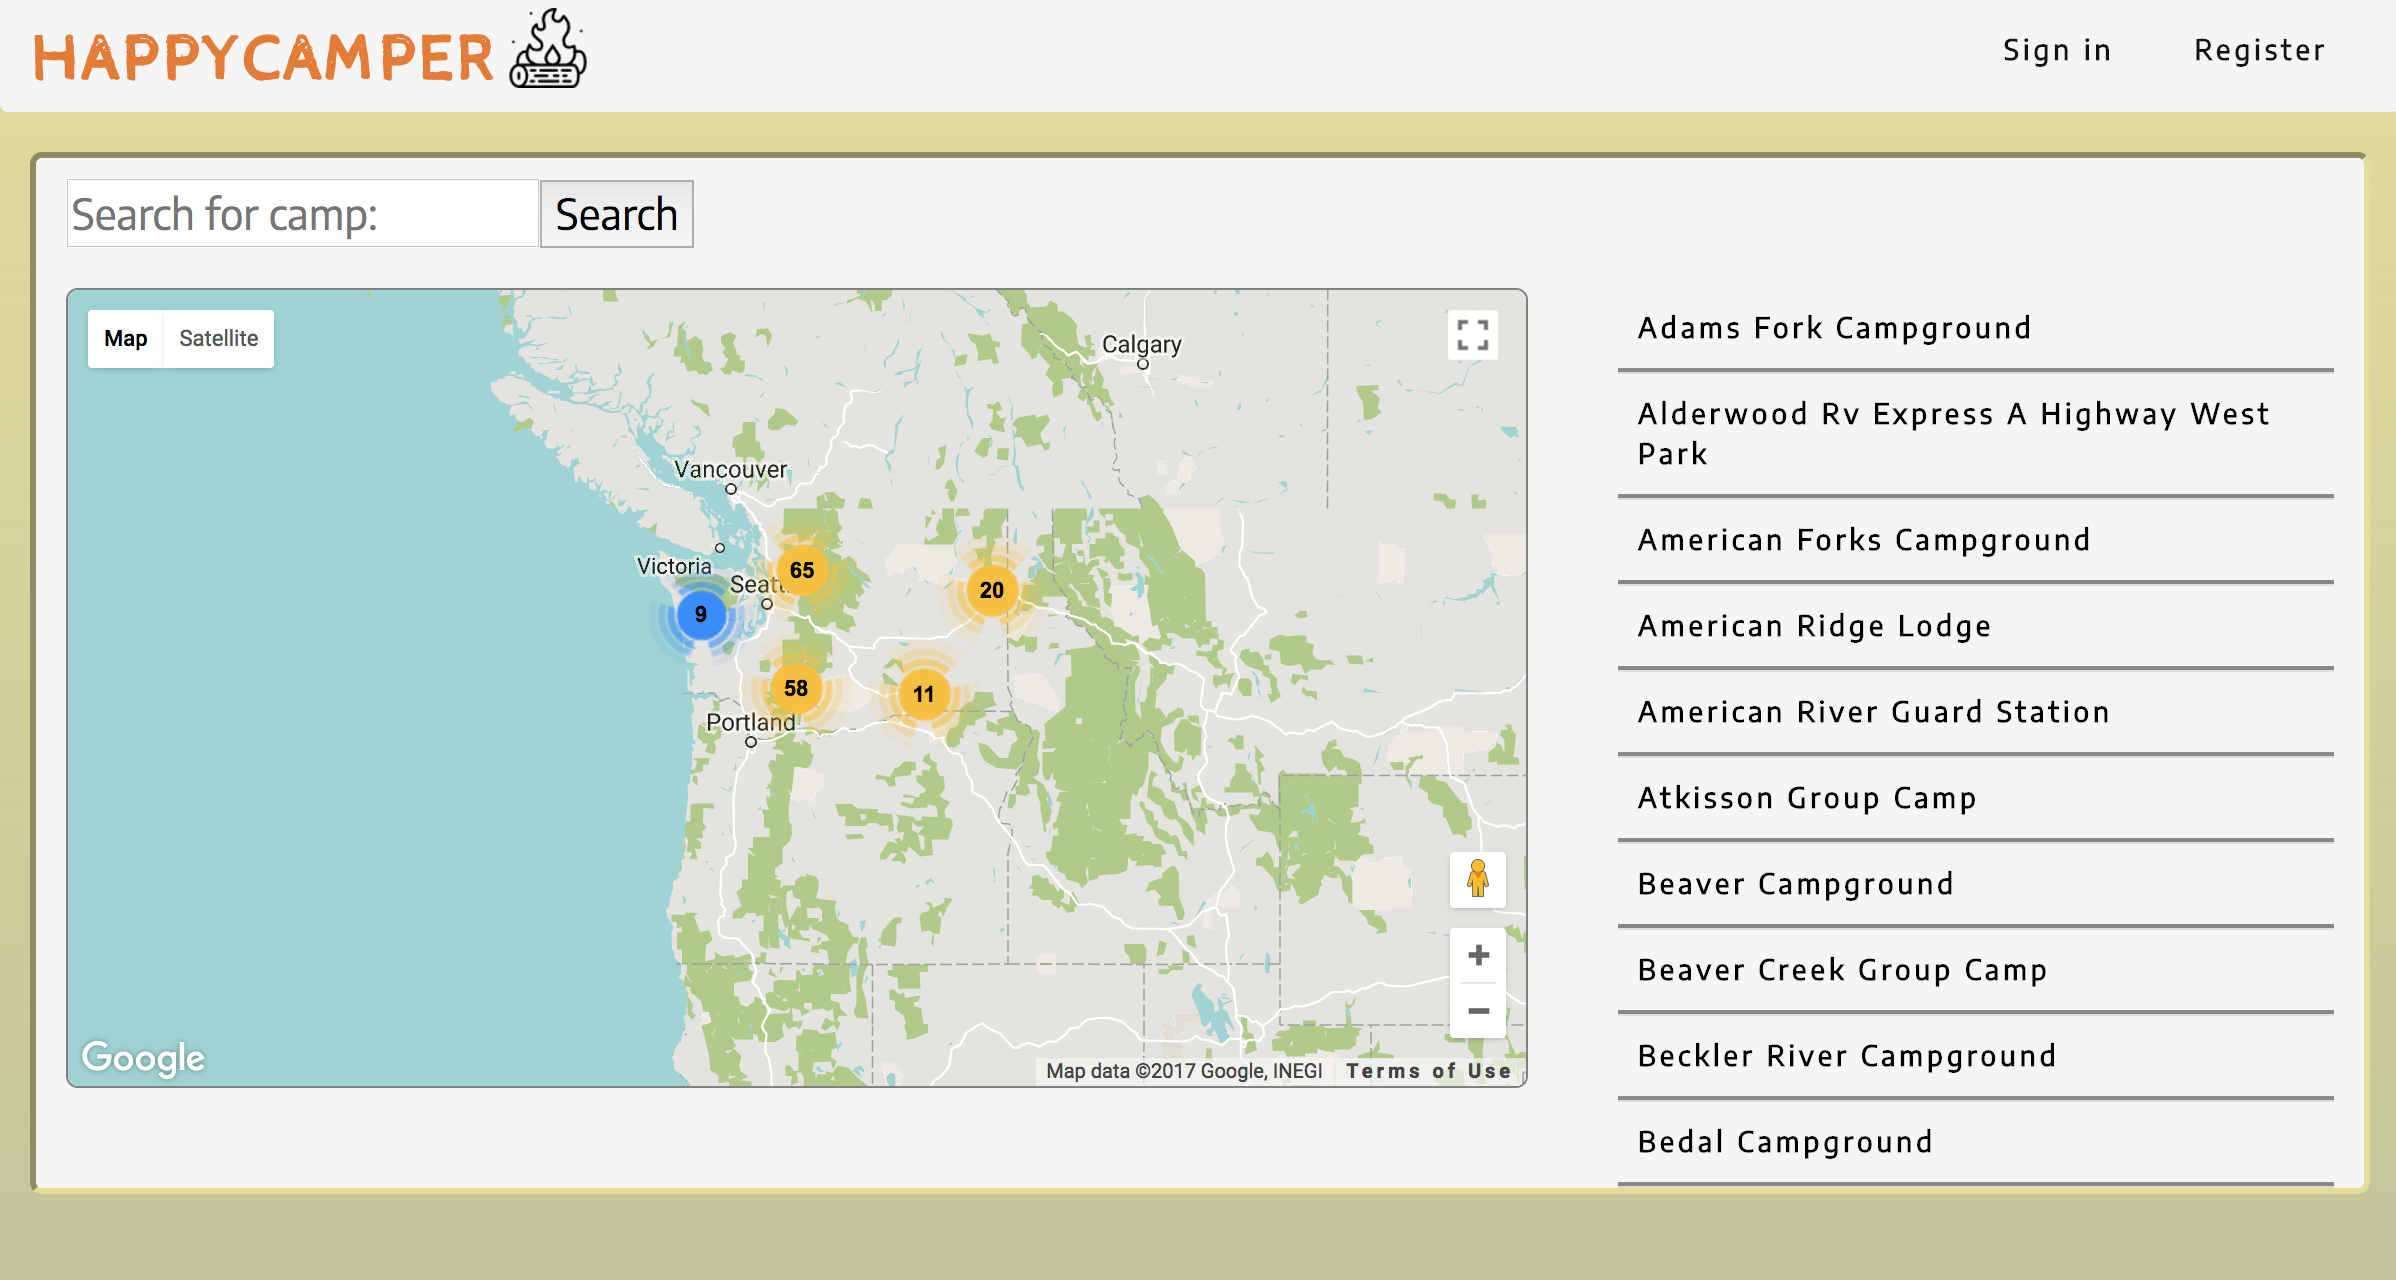 HAPPYCAMPER
Sign in
Register
Search for camp:
Search
Map
Satellite
Calgary
Vancouver
Victoria
Seatt
65
20
9
58
11
Portland
Google
Map data ©2017 Google, INEGI
Terms of Use
Adams Fork Campground
Alderwood Rv Express A Highway West
Park
American Forks Campground
American Ridge Lodge
American River Guard Station
Atkisson Group Camp
Beaver Campground
Beaver Creek Group Camp
Beckler River Campground
Bedal Campground